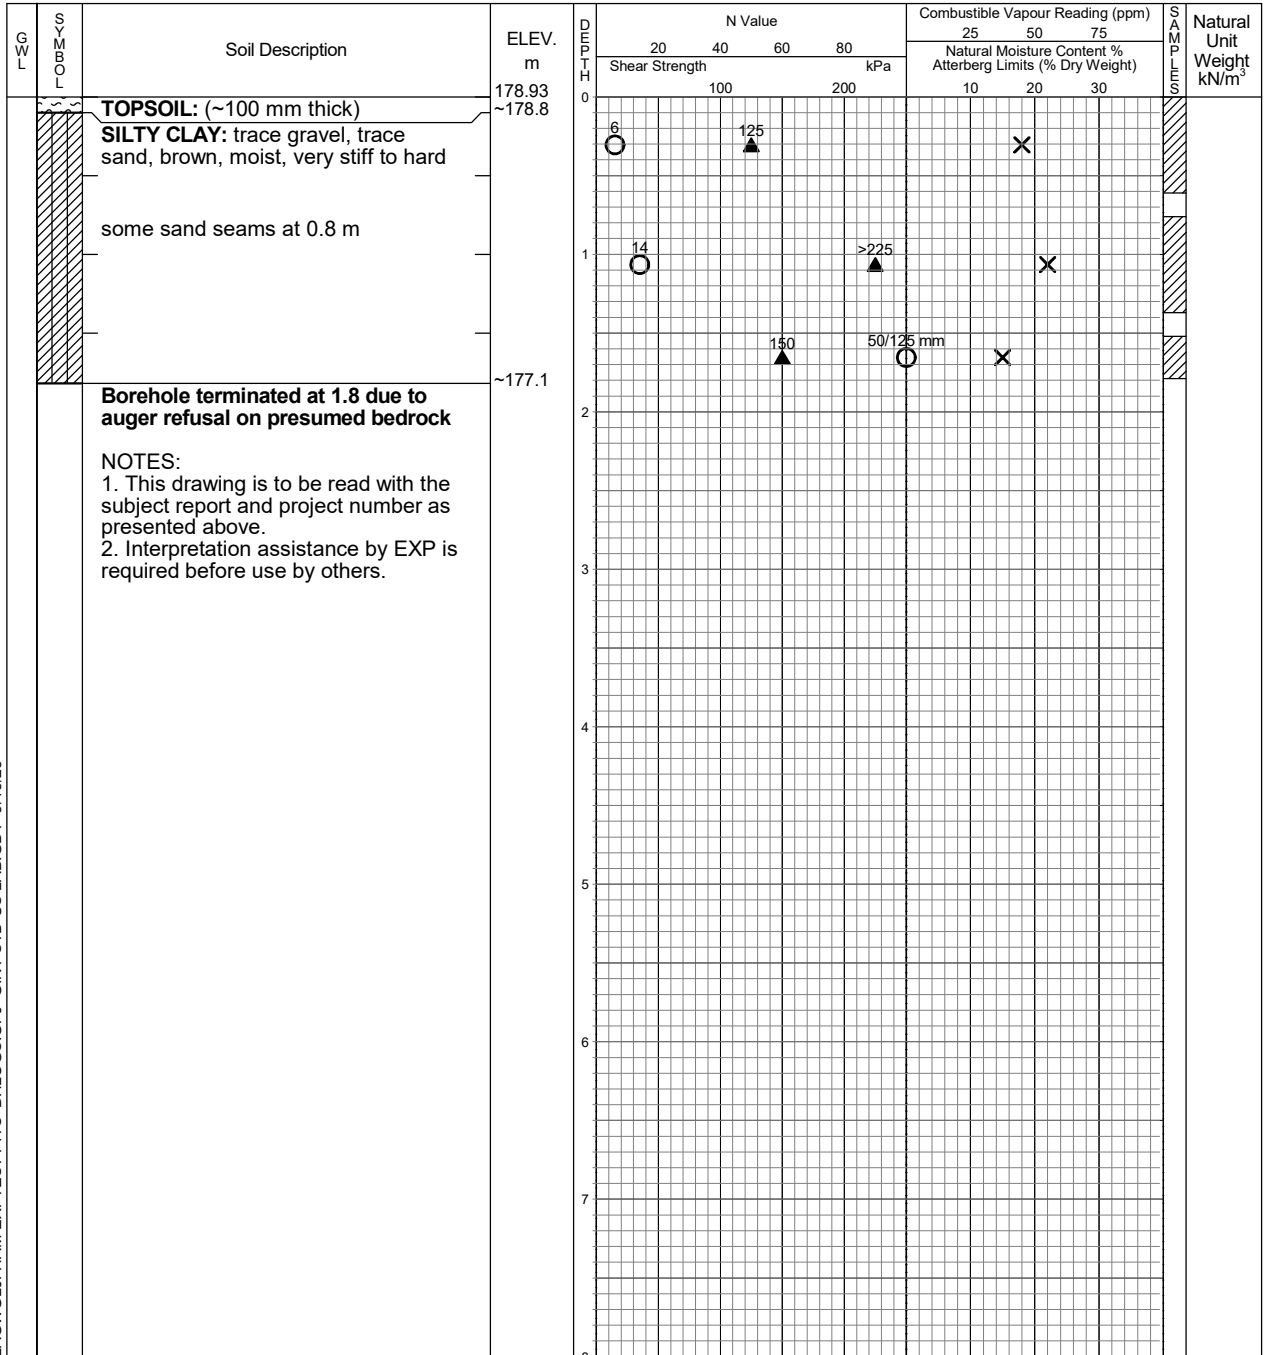 GWL
SYMBOL
Soil Description
ELEV.
m
DEPTH
N Value
20 40 60 80
Shear Strength kPa
100 200
Combustible Vapour Reading (ppm)
25 50 75
Natural Moisture Content %
Atterberg Limits (% Dry Weight)
10 20 30
SAMPLES
Natural
Unit
Weight
kN/m³
178.93
0
TOPSOIL: (~100 mm thick)
~178.8
SILTY CLAY: trace gravel, trace
sand, brown, moist, very stiff to hard
6 125
some sand seams at 0.8 m
14 >225
1
150 50/125 mm
~177.1
Borehole terminated at 1.8 due to
auger refusal on presumed bedrock
2
NOTES:
1. This drawing is to be read with the
subject report and project number as
presented above.
2. Interpretation assistance by EXP is
required before use by others.
3
4
5
6
7